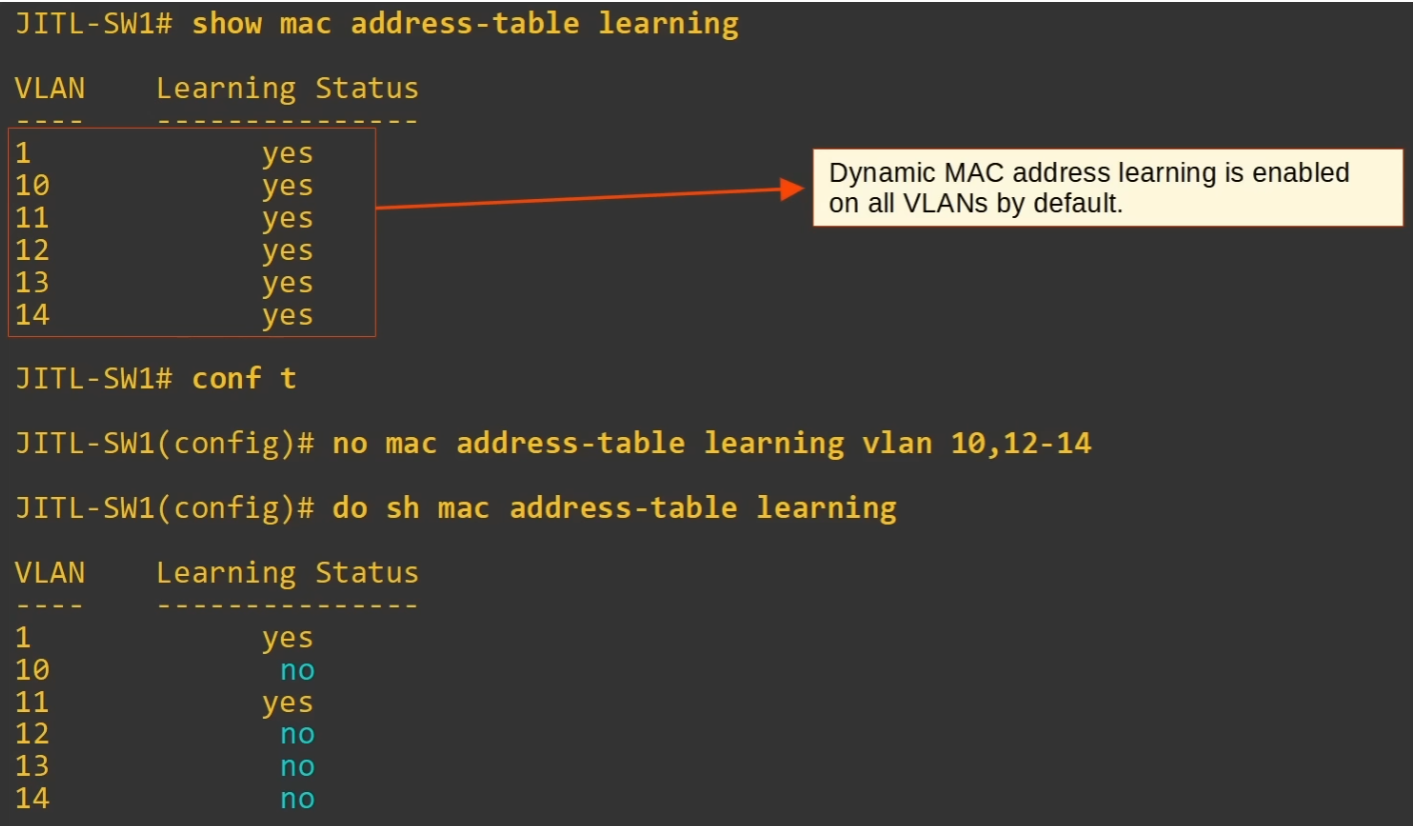 JITL-SW1# show mac address-table learning
VLAN    Learning Status
----    ---------------
1             yes
10            yes
11            yes
12            yes
13            yes
14            yes
Dynamic MAC address learning is enabled
on all VLANs by default.
JITL-SW1# conf t
JITL-SW1(config)# no mac address-table learning vlan 10,12-14
JITL-SW1(config)# do sh mac address-table learning
VLAN    Learning Status
----    ---------------
1             yes
10             no
11            yes
12             no
13             no
14             no